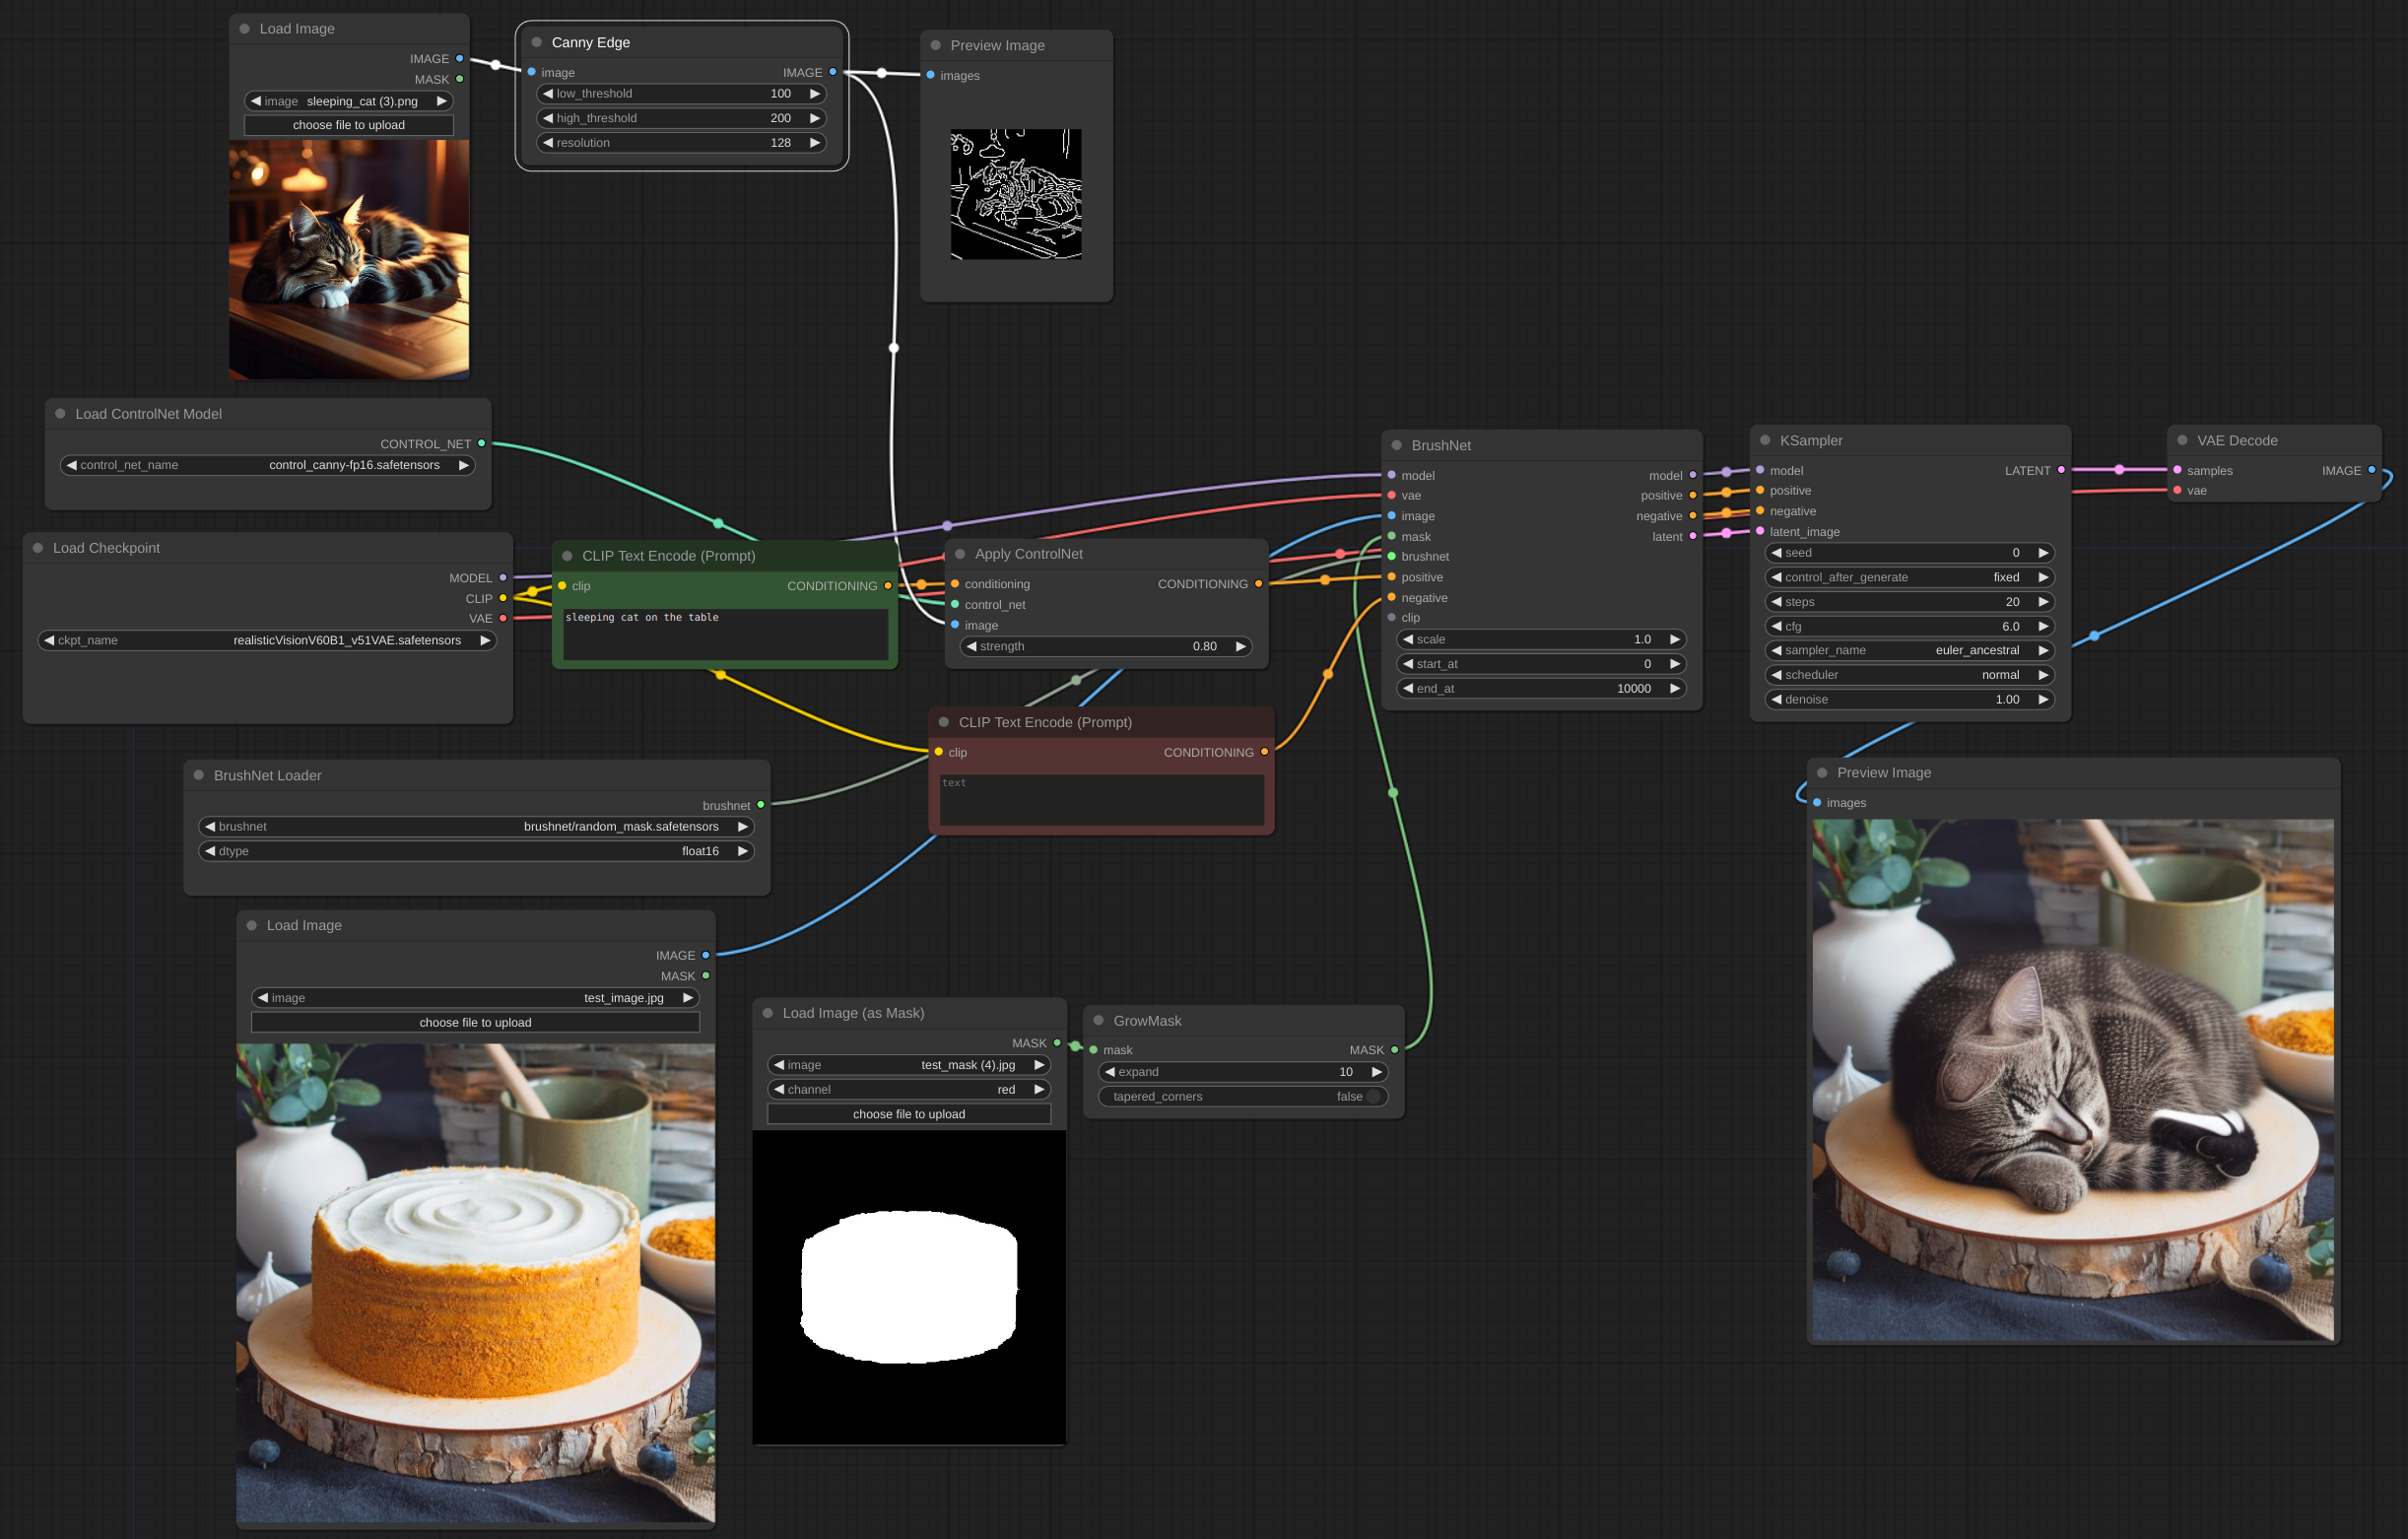 Load Image
IMAGE
MASK
image sleeping_cat (3).png
choose file to upload
Canny Edge
image IMAGE
low_threshold 100
high_threshold 200
resolution 128
Preview Image
images
Load ControlNet Model
CONTROL_NET
control_net_name control_canny-fp16.safetensors
Load Checkpoint
MODEL
CLIP
VAE
ckpt_name realisticVisionV60B1_v51VAE.safetensors
CLIP Text Encode (Prompt)
clip CONDITIONING
sleeping cat on the table
Apply ControlNet
conditioning CONDITIONING
control_net
image
strength 0.80
CLIP Text Encode (Prompt)
clip CONDITIONING
text
BrushNet
model model
vae positive
image negative
mask latent
brushnet
positive
negative
clip
scale 1.0
start_at 0
end_at 10000
KSampler
model LATENT
positive
negative
latent_image
seed 0
control_after_generate fixed
steps 20
cfg 6.0
sampler_name euler_ancestral
scheduler normal
denoise 1.00
VAE Decode
samples IMAGE
vae
BrushNet Loader
brushnet
brushnet brushnet/random_mask.safetensors
dtype float16
Load Image
IMAGE
MASK
image test_image.jpg
choose file to upload
Load Image (as Mask)
MASK
image test_mask (4).jpg
channel red
choose file to upload
GrowMask
mask MASK
expand 10
tapered_corners false
Preview Image
images